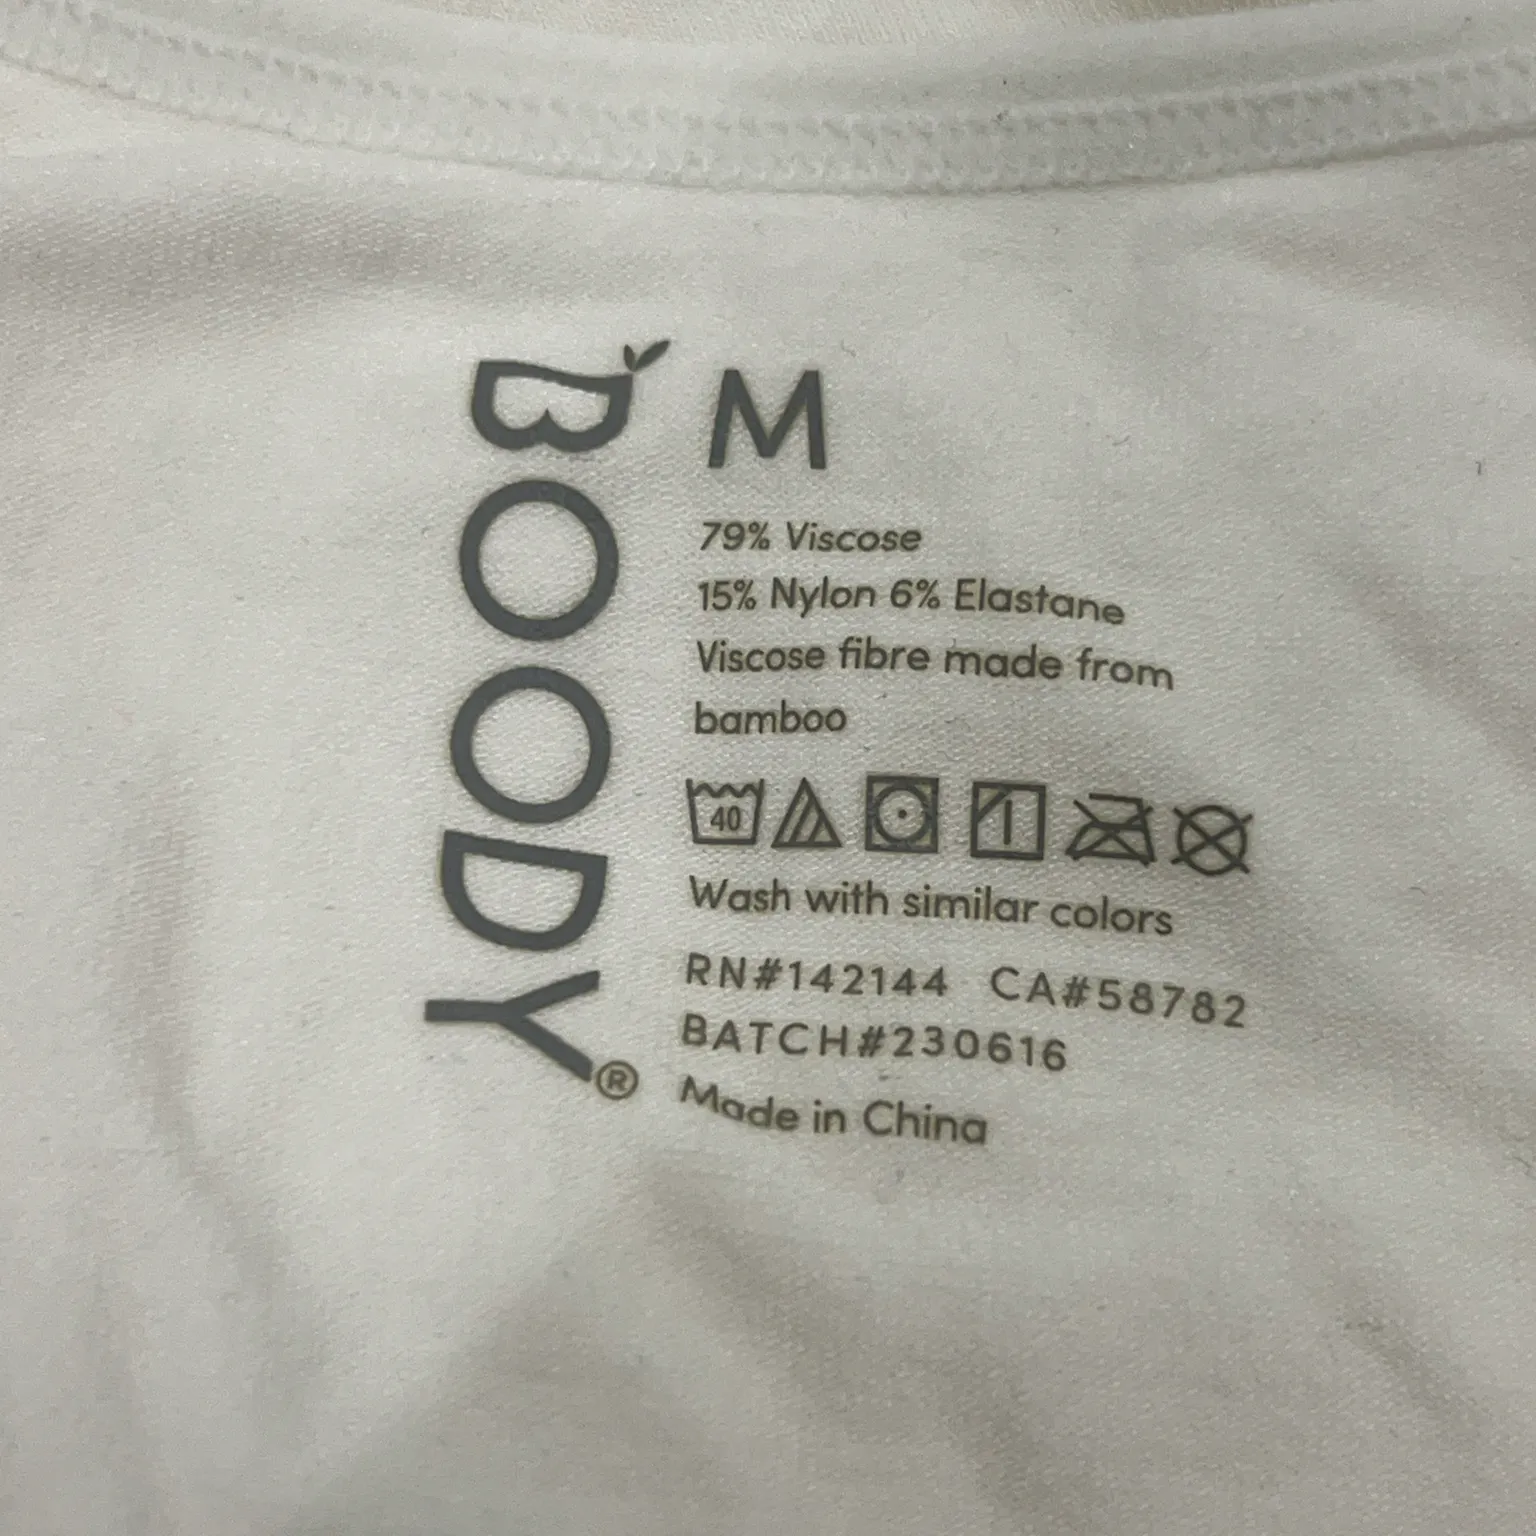 BOODY®
M
79% Viscose
15% Nylon 6% Elastane
Viscose fibre made from
bamboo
40
Wash with similar colors
RN#142144 CA#58782
BATCH#230616
Made in China